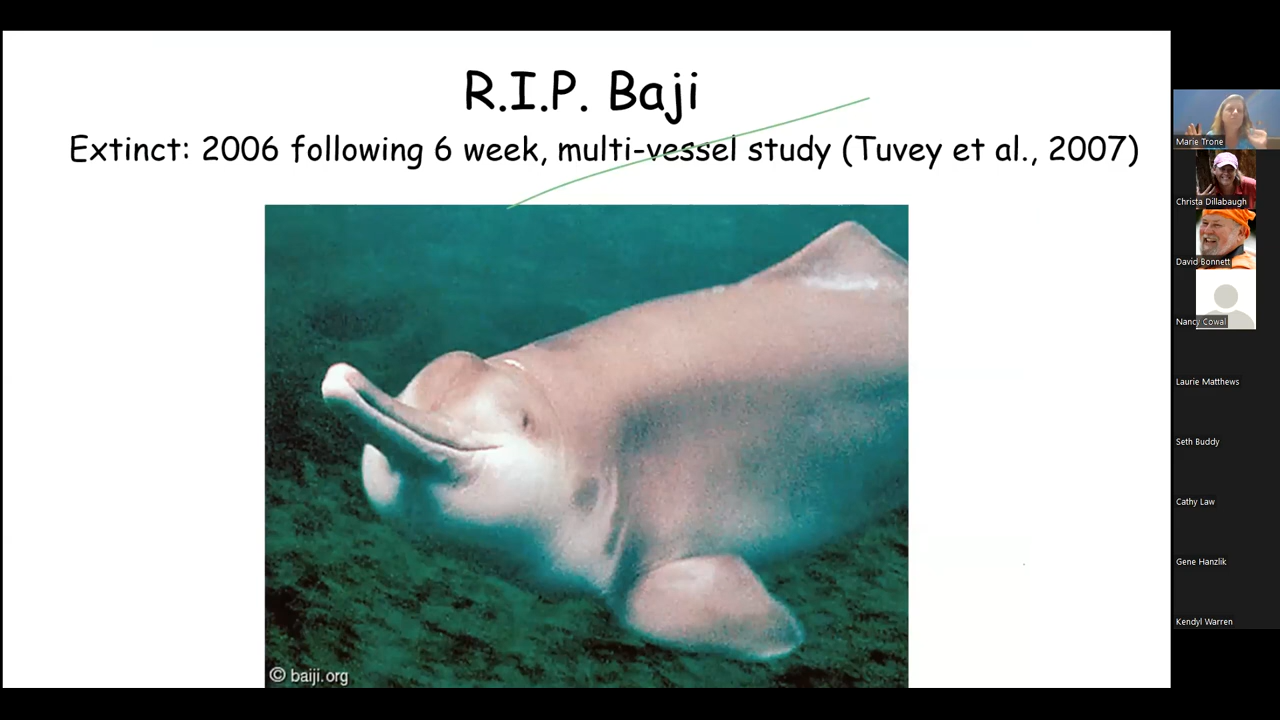 R.I.P. Baji
Extinct: 2006 following 6 week, multi-vessel study (Tuvey et al., 2007)
© baiji.org
Marie Trone
Christa Dillabaugh
David Bonnett
Nancy Cowal
Laurie Matthews
Seth Buddy
Cathy Law
Gene Hanzlik
Kendyl Warren